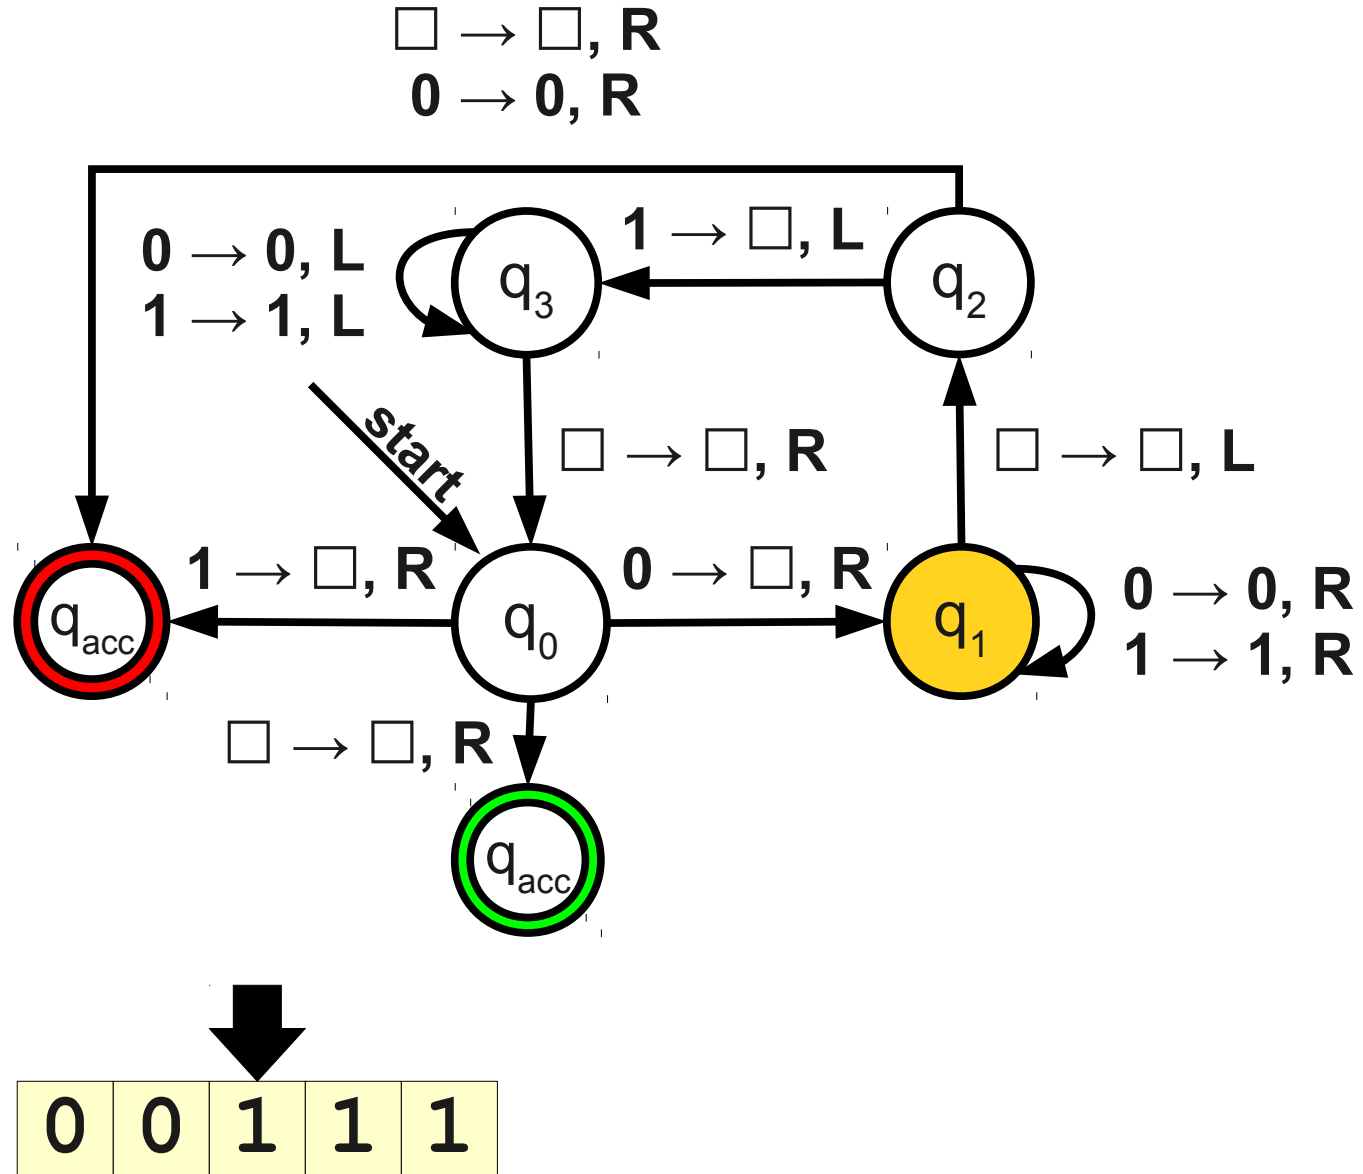 □ → □, R
0 → 0, R
0 → 0, L
1 → 1, L
q3
1 → □, L
q2
start
□ → □, R
□ → □, L
qacc
1 → □, R
q0
0 → □, R
q1
0 → 0, R
1 → 1, R
□ → □, R
qacc
0 0 1 1 1